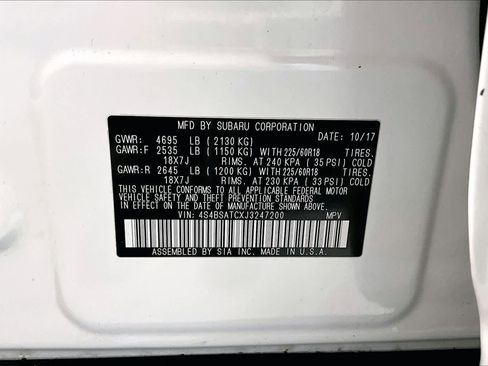 MFD BY SUBARU CORPORATION
GVWR: 4695 LB (2130 KG) DATE: 10/17
GAWR:F 2535 LB (1150 KG) WITH 225/60R18 TIRES.
18X7J RIMS. AT 240 KPA (35 PSI) COLD
GAWR:R 2645 LB (1200 KG) WITH 225/60R18 TIRES.
18X7J RIMS. AT 230 KPA (33 PSI) COLD
THIS VEHICLE CONFORMS TO ALL APPLICABLE FEDERAL MOTOR
VEHICLE SAFETY AND THEFT PREVENTION STANDARDS
IN EFFECT ON THE DATE OF MANUFACTURE SHOWN ABOVE.
VIN: 4S4BSATCXJ3247200 MPV
ASSEMBLED BY SIA INC. MADE IN U.S.A.